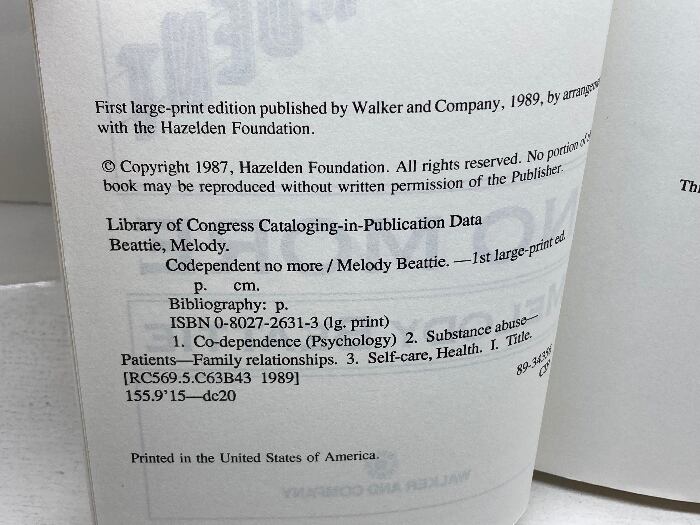 First large-print edition published by Walker and Company, 1989, by
with the Hazelden Foundation.
© Copyright 1987, Hazelden Foundation. All rights reserved. No portion of
book may be reproduced without written permission of the Publisher.
Library of Congress Cataloging-in-Publication Data
Beattie, Melody.
Codependent no more / Melody Beattie. —1st large-print ed.
p. cm.
Bibliography: p.
ISBN 0-8027-2631-3 (lg. print)
1. Co-dependence (Psychology) 2. Substance abuse—
Patients—Family relationships. 3. Self-care, Health. I. Title.
[RC569.5.C63B43 1989]
155.9'15—dc20
Printed in the United States of America.
WALKER AND COMPANY